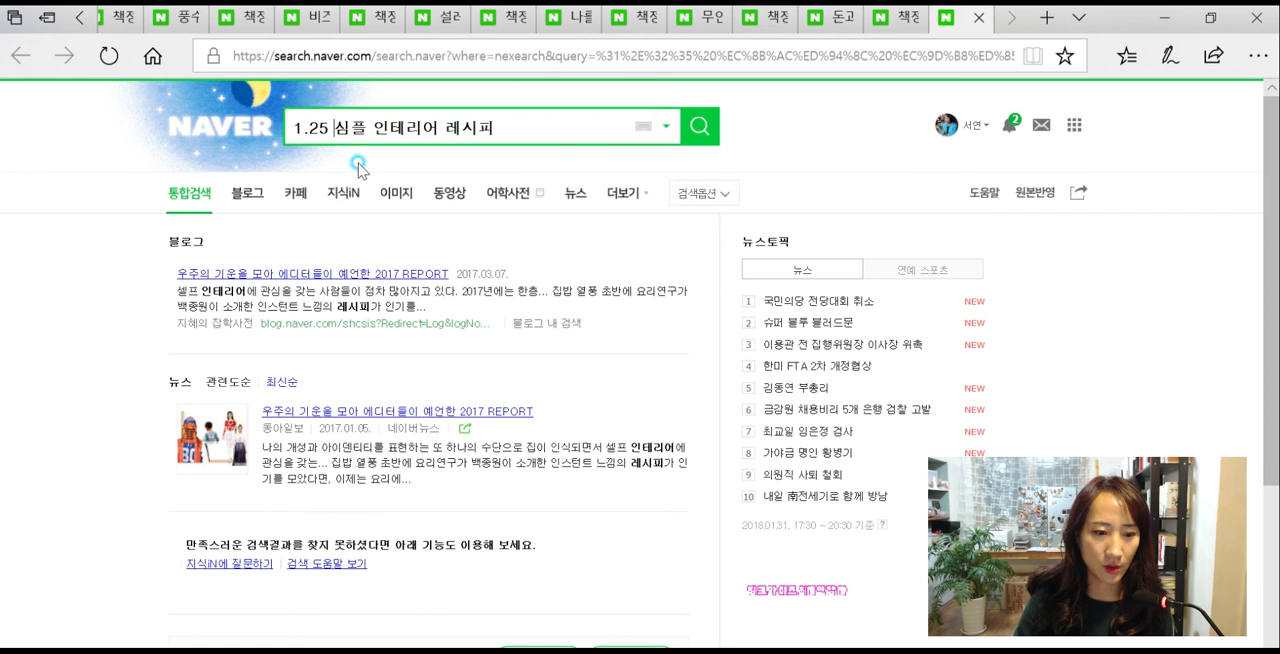 책정
풍수
책정
비즈
책정
설리
책정
나를
책정
무인
책정
돈고
책정
https://search.naver.com/search.naver?where=nexearch&query=%31%2E%32%35%20%EC%8B%AC%ED%94%8C%20%EC%9D%B8%ED%85
NAVER
1.25 심플 인테리어 레시피
서연
2
통합검색 블로그 카페 지식iN 이미지 동영상 어학사전 뉴스 더보기 검색옵션 도움말 원본반영
블로그
우주의 기운을 모아 에디터들이 예언한 2017 REPORT 2017.03.07.
셀프 인테리어에 관심을 갖는 사람들이 점차 많아지고 있다. 2017년에는 한층... 집밥 열풍 초반에 요리연구가
백종원이 소개한 인스턴트 느낌의 레시피가 인기를...
지혜의 잡학사전 blog.naver.com/shcsis?Redirect=Log&logNo... 블로그 내 검색
뉴스 관련도순 최신순
우주의 기운을 모아 에디터들이 예언한 2017 REPORT
동아일보 2017.01.05. 네이버뉴스
나의 개성과 아이덴티티를 표현하는 또 하나의 수단으로 집이 인식되면서 셀프 인테리어에
관심을 갖는... 집밥 열풍 초반에 요리연구가 백종원이 소개한 인스턴트 느낌의 레시피가 인
기를 모았다면, 이제는 요리에...
만족스러운 검색결과를 찾지 못하셨다면 아래 기능도 이용해 보세요.
지식iN에 질문하기 검색 도움말 보기
뉴스토픽
뉴스 연예·스포츠
1 국민의당 전당대회 취소 NEW
2 슈퍼 블루 블러드문 NEW
3 이용관 전 집행위원장 이사장 위촉 NEW
4 한미 FTA 2차 개정협상
5 김동연 부총리 NEW
6 금감원 채용비리 5개 은행 검찰 고발 NEW
7 최교일 임은정 검사 NEW
8 가야금 명인 황병기 NEW
9 의원직 사퇴 철회
10 내일 南전세기로 함께 방남
2018.01.31. 17:30 ~ 20:30 기준 ?